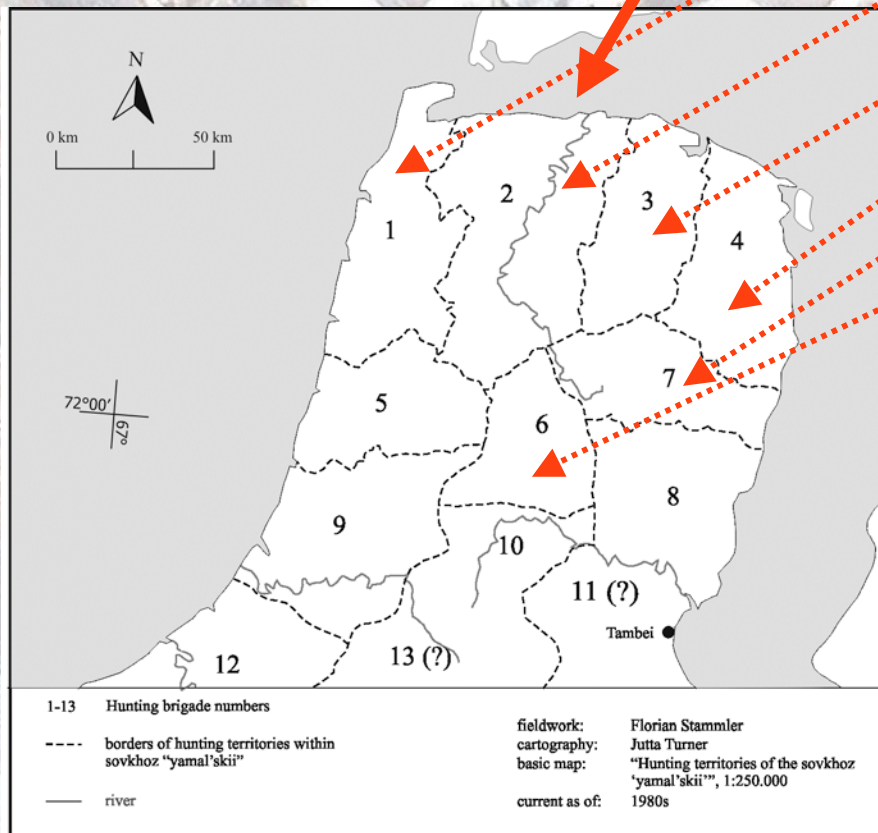 N
0 km 50 km
1
2
3
4
5
6
7
72°00'
67°
8
9
10
11 (?)
Tambei
12
13 (?)
1-13 Hunting brigade numbers
borders of hunting territories within
sovkhoz "yamal'skii"
river
fieldwork: Florian Stammler
cartography: Jutta Turner
basic map: "Hunting territories of the sovkhoz
'yamal'skii'", 1:250.000
current as of: 1980s